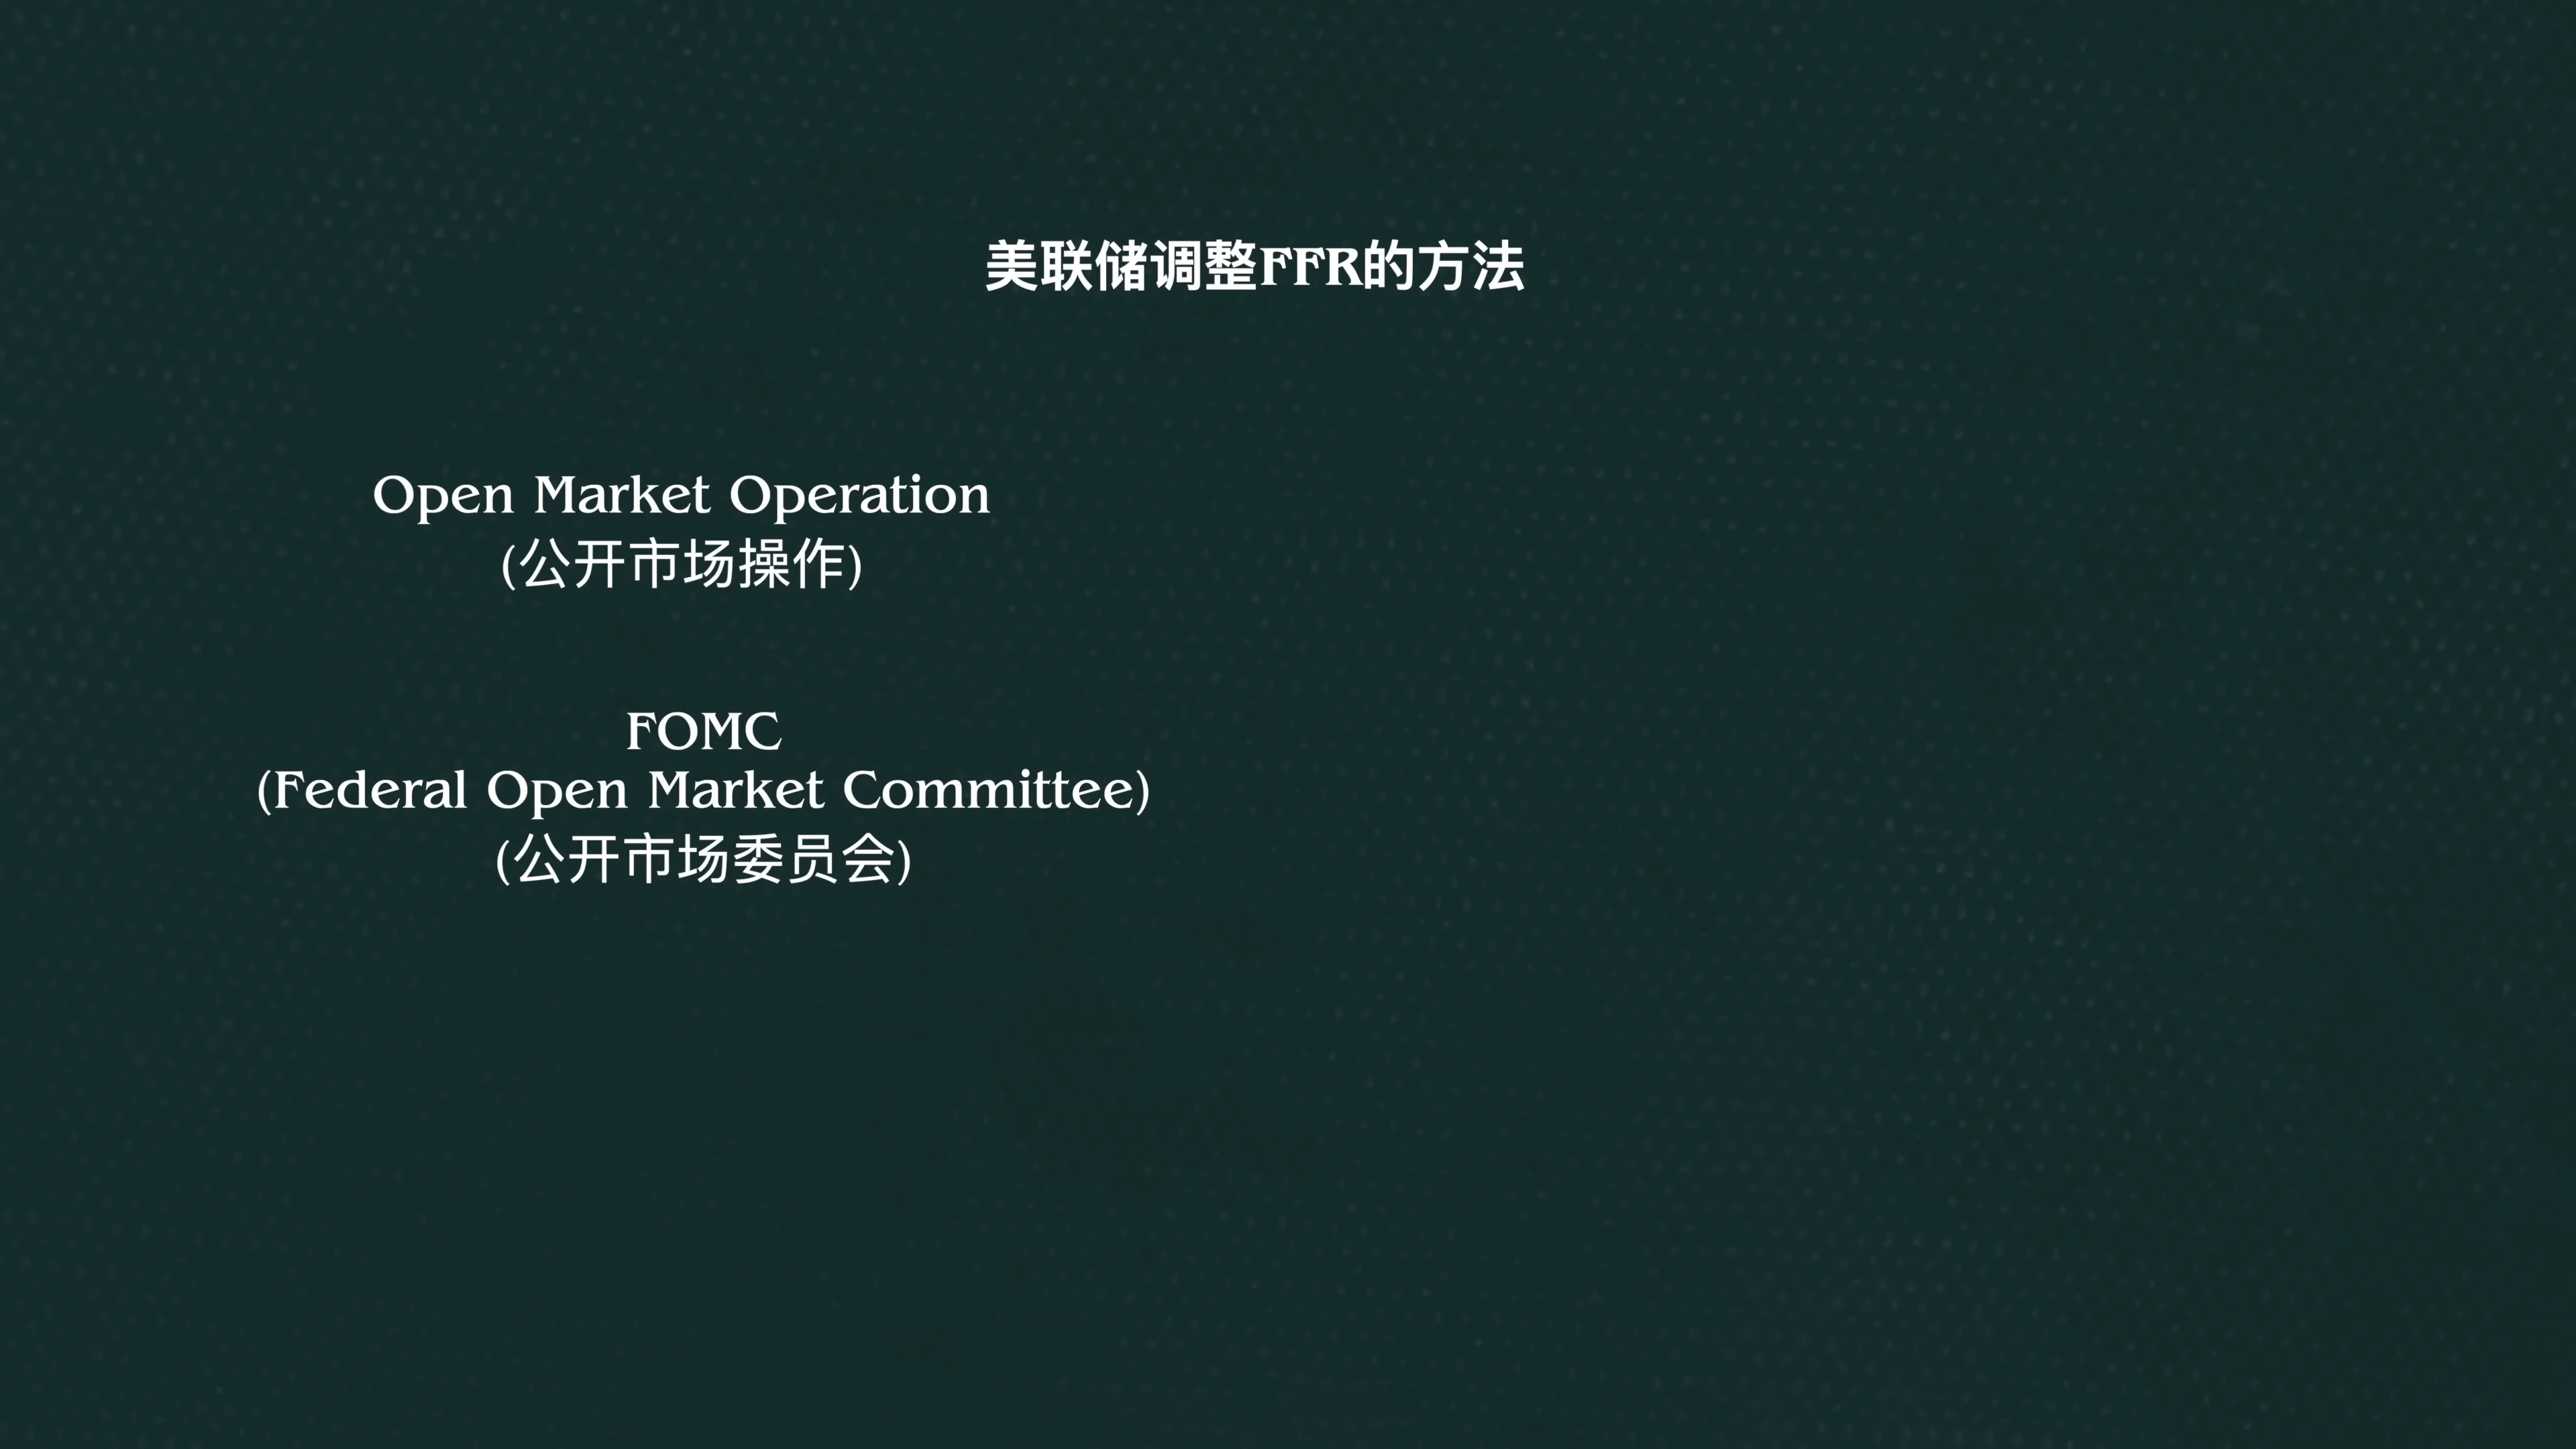 美联储调整FFR的方法
Open Market Operation
(公开市场操作)
FOMC
(Federal Open Market Committee)
(公开市场委员会)